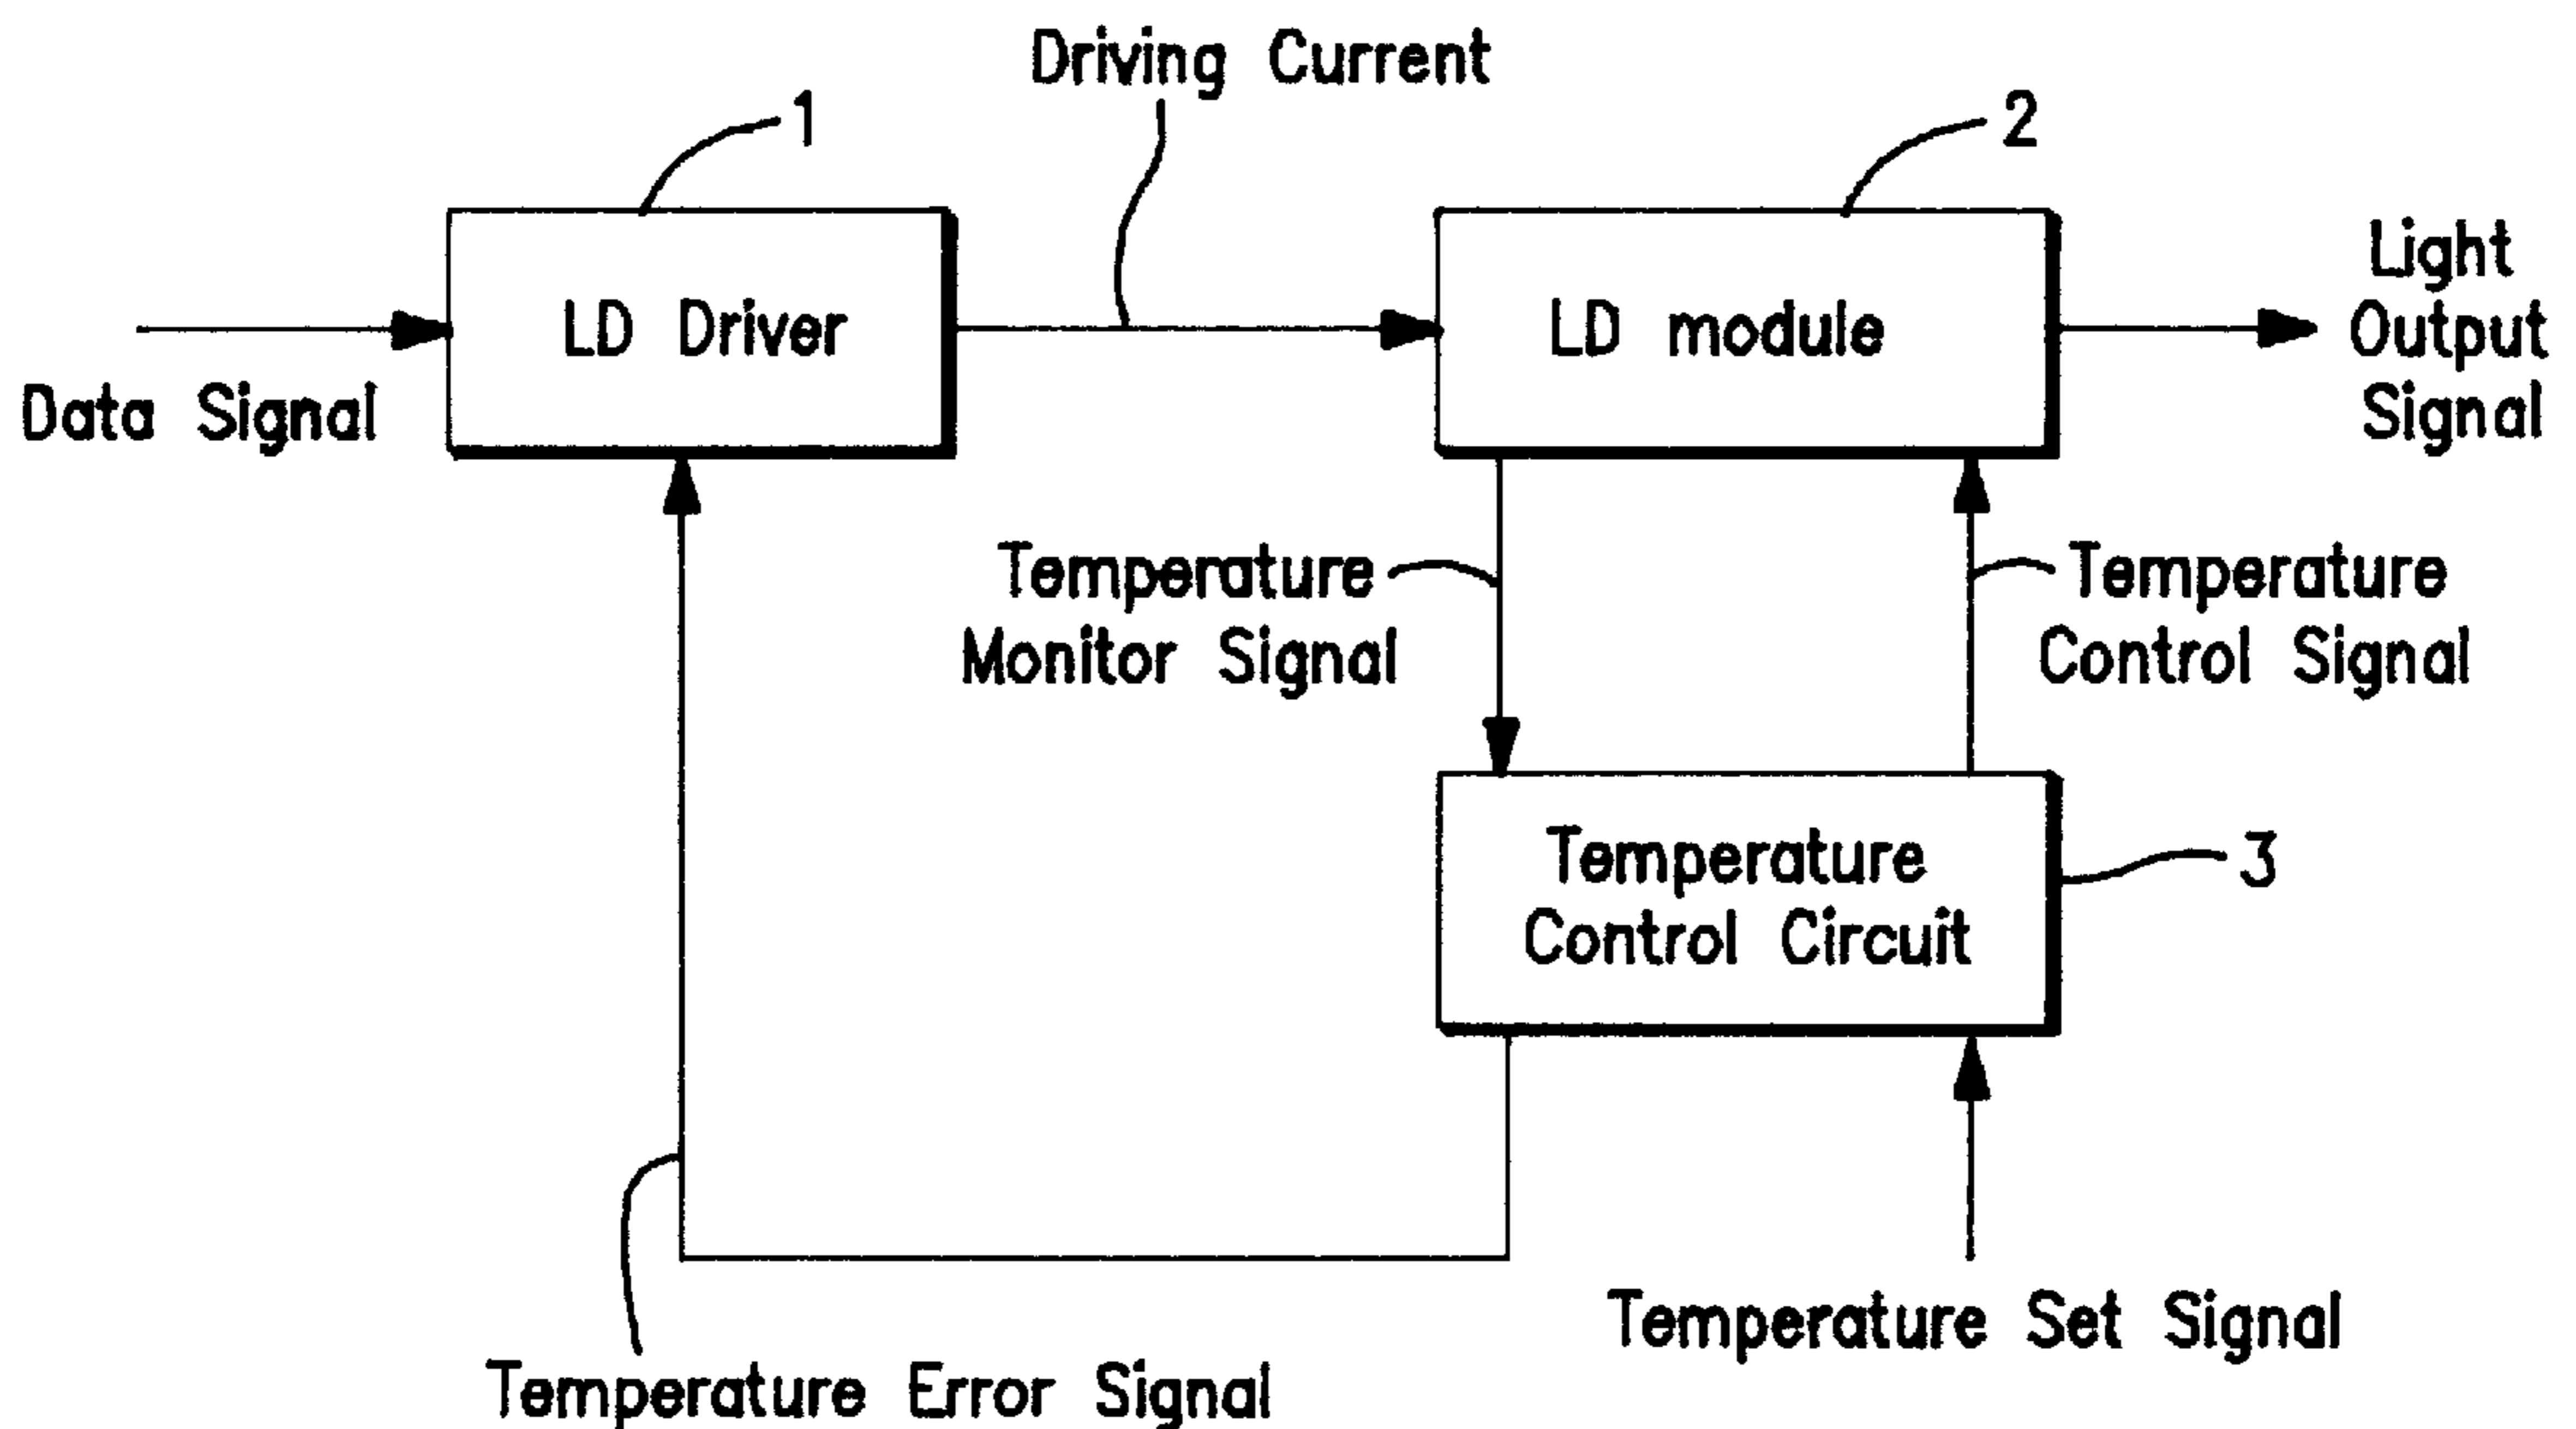 Driving Current
1
2
LD Driver
LD module
Light
Output
Signal
Data Signal
Temperature
Monitor Signal
Temperature
Control Signal
Temperature
Control Circuit
3
Temperature Set Signal
Temperature Error Signal